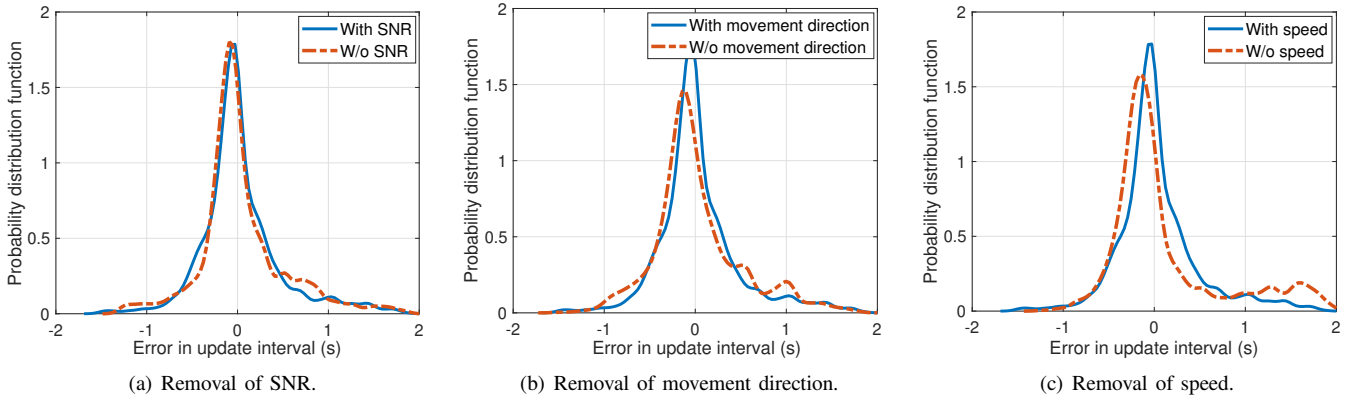 Probability distribution function
2
1.5
1
0.5
0
-2
-1
0
1
2
Error in update interval (s)
With SNR
W/o SNR
(a) Removal of SNR.
Probability distribution function
2
1.5
1
0.5
0
-2
-1
0
1
2
Error in update interval (s)
With movement direction
W/o movement direction
(b) Removal of movement direction.
Probability distribution function
2
1.5
1
0.5
0
-2
-1
0
1
2
Error in update interval (s)
With speed
W/o speed
(c) Removal of speed.